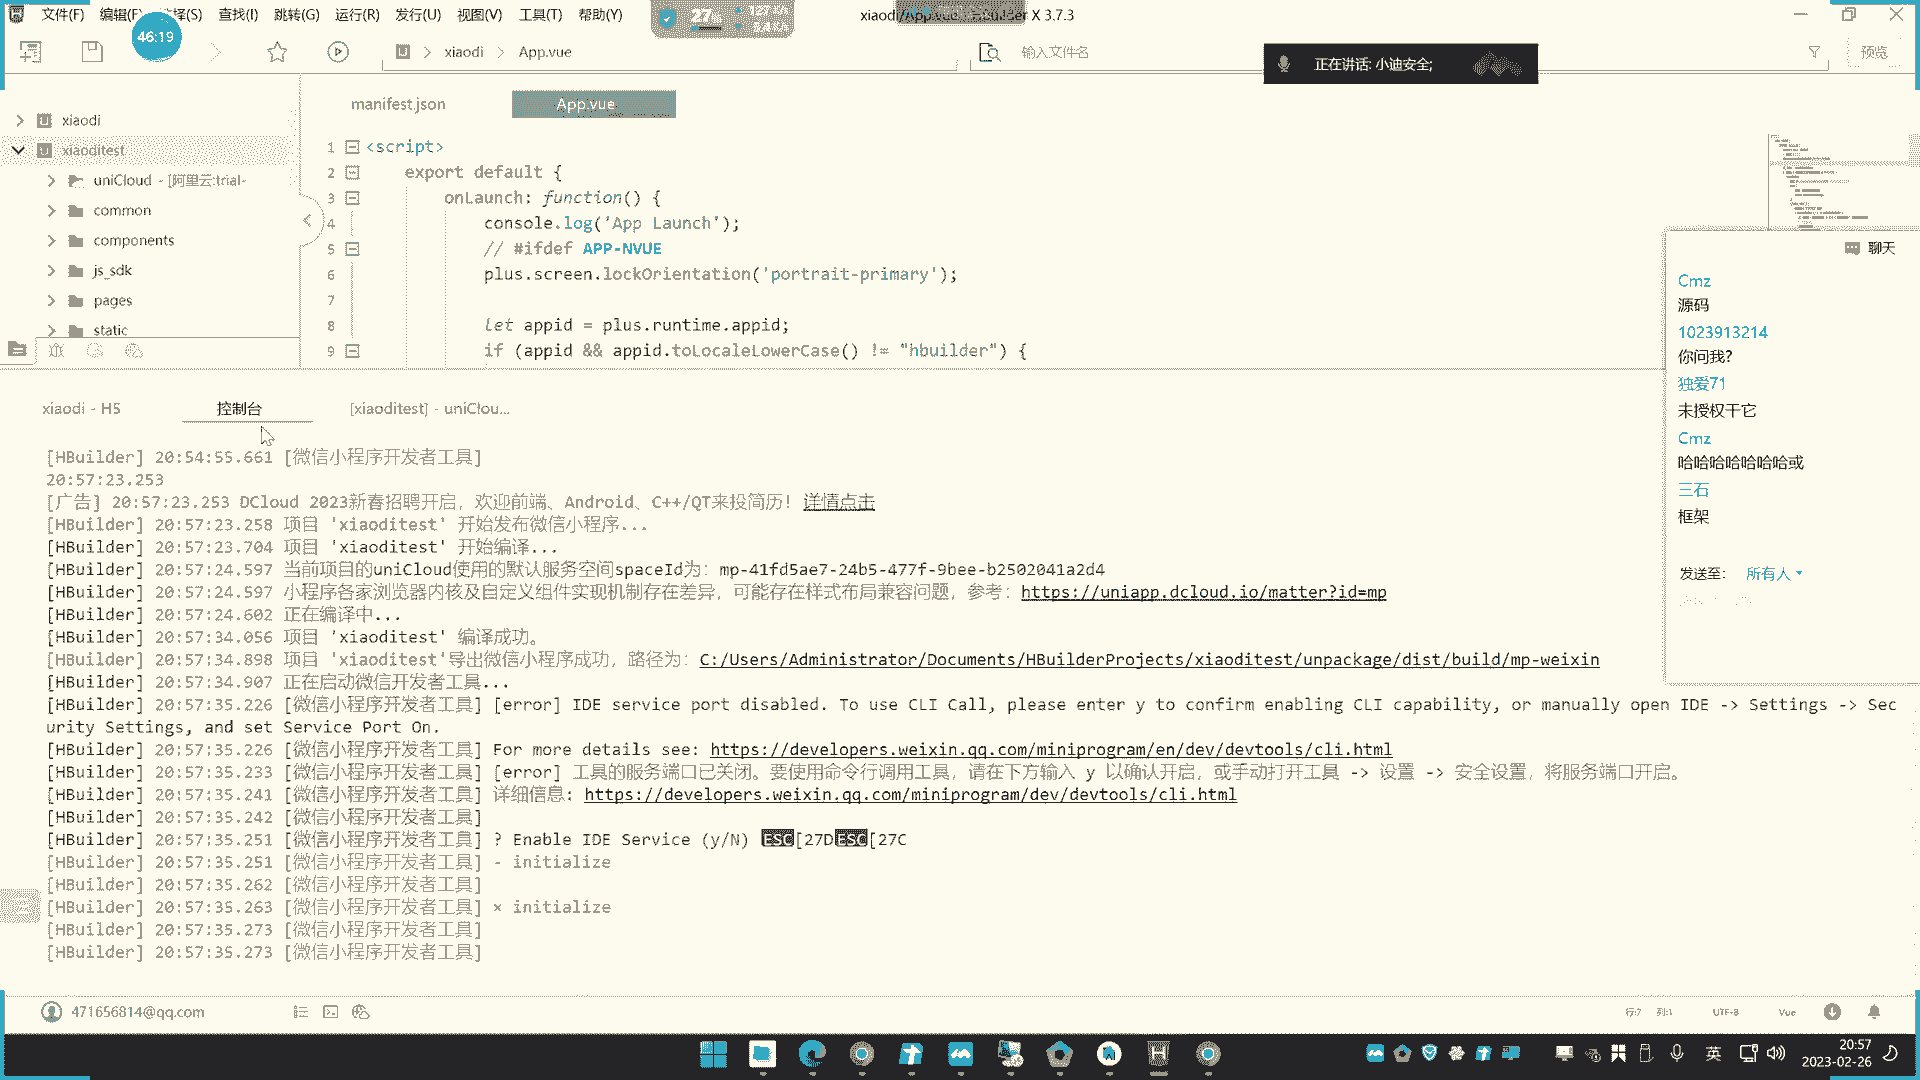 文件(F) 编辑(F) 选择(S) 查找(I) 跳转(G) 运行(R) 发行(U) 视图(V) 工具(T) 帮助(Y)
46:19
27%
X 3.7.3
xiaodi
App.vue
输入文件名
正在讲话: 小迪安全;
预览
manifest.json
App.vue
xiaodi
xiaoditest
uniCloud - [阿里云:trial-
common
components
js_sdk
pages
static
1 <script>
2 export default {
3 onLaunch: function() {
4 console.log('App Launch');
5 // #ifdef APP-NVUE
6 plus.screen.lockOrientation('portrait-primary');
7
8 let appid = plus.runtime.appid;
9 if (appid && appid.toLocaleLowerCase() != "hbuilder") {
聊天
Cmz
源码
1023913214
你问我?
独爱71
未授权干它
Cmz
哈哈哈哈哈哈哈或
三石
框架
发送至: 所有人
xiaodi - H5
控制台
[xiaoditest] - uniClou...
[HBuilder] 20:54:55.661 [微信小程序开发者工具]
20:57:23.253
[广告] 20:57:23.253 DCloud 2023新春招聘开启，欢迎前端、Android、C++/QT来投简历！详情点击
[HBuilder] 20:57:23.258 项目 'xiaoditest' 开始发布微信小程序...
[HBuilder] 20:57:23.704 项目 'xiaoditest' 开始编译...
[HBuilder] 20:57:24.597 当前项目的uniCloud使用的默认服务空间spaceId为：mp-41fd5ae7-24b5-477f-9bee-b2502041a2d4
[HBuilder] 20:57:24.597 小程序各家浏览器内核及自定义组件实现机制存在差异，可能存在样式布局兼容问题，参考：https://uniapp.dcloud.io/matter?id=mp
[HBuilder] 20:57:24.602 正在编译中...
[HBuilder] 20:57:34.056 项目 'xiaoditest' 编译成功。
[HBuilder] 20:57:34.898 项目 'xiaoditest'导出微信小程序成功，路径为：C:/Users/Administrator/Documents/HBuilderProjects/xiaoditest/unpackage/dist/build/mp-weixin
[HBuilder] 20:57:34.907 正在启动微信开发者工具...
[HBuilder] 20:57:35.226 [微信小程序开发者工具] [error] IDE service port disabled. To use CLI Call, please enter y to confirm enabling CLI capability, or manually open IDE -> Settings -> Sec
urity Settings, and set Service Port On.
[HBuilder] 20:57:35.226 [微信小程序开发者工具] For more details see: https://developers.weixin.qq.com/miniprogram/en/dev/devtools/cli.html
[HBuilder] 20:57:35.233 [微信小程序开发者工具] [error] 工具的服务端口已关闭。要使用命令行调用工具，请在下方输入 y 以确认开启，或手动打开工具 -> 设置 -> 安全设置，将服务端口开启。
[HBuilder] 20:57:35.241 [微信小程序开发者工具] 详细信息: https://developers.weixin.qq.com/miniprogram/dev/devtools/cli.html
[HBuilder] 20:57:35.242 [微信小程序开发者工具]
[HBuilder] 20:57:35.251 [微信小程序开发者工具] ? Enable IDE Service (y/N) ESC[27DESC[27C
[HBuilder] 20:57:35.251 [微信小程序开发者工具] - initialize
[HBuilder] 20:57:35.262 [微信小程序开发者工具]
[HBuilder] 20:57:35.263 [微信小程序开发者工具] × initialize
[HBuilder] 20:57:35.273 [微信小程序开发者工具]
[HBuilder] 20:57:35.273 [微信小程序开发者工具]
471656814@qq.com
行:7 列:1 UTF-8 Vue
英
20:57
2023-02-26